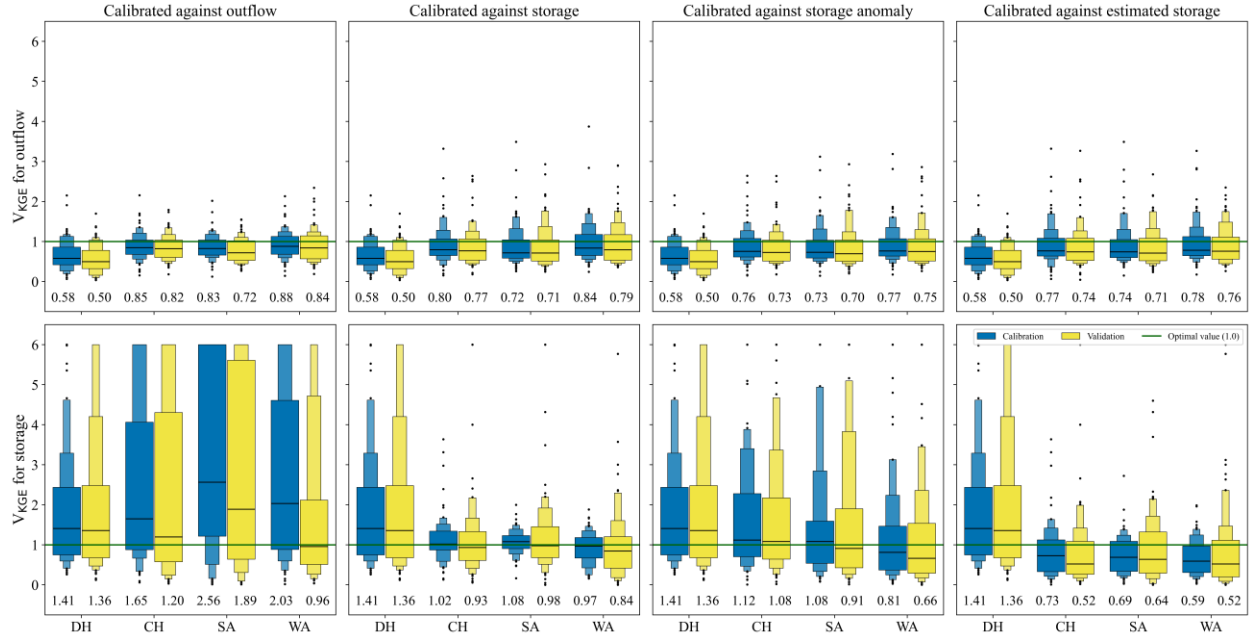 Calibrated against outflow Calibrated against storage Calibrated against storage anomaly Calibrated against estimated storage
6
5
4
3
2
1
0
VKGE for outflow
0.58 0.50 0.85 0.82 0.83 0.72 0.88 0.84
0.58 0.50 0.80 0.77 0.72 0.71 0.84 0.79
0.58 0.50 0.76 0.73 0.73 0.70 0.77 0.75
0.58 0.50 0.77 0.74 0.74 0.71 0.78 0.76
Calibration Validation Optimal value (1.0)
6
5
4
3
2
1
0
VKGE for storage
1.41 1.36 1.65 1.20 2.56 1.89 2.03 0.96
1.41 1.36 1.02 0.93 1.08 0.98 0.97 0.84
1.41 1.36 1.12 1.08 1.08 0.91 0.81 0.66
1.41 1.36 0.73 0.52 0.69 0.64 0.59 0.52
DH CH SA WA DH CH SA WA DH CH SA WA DH CH SA WA